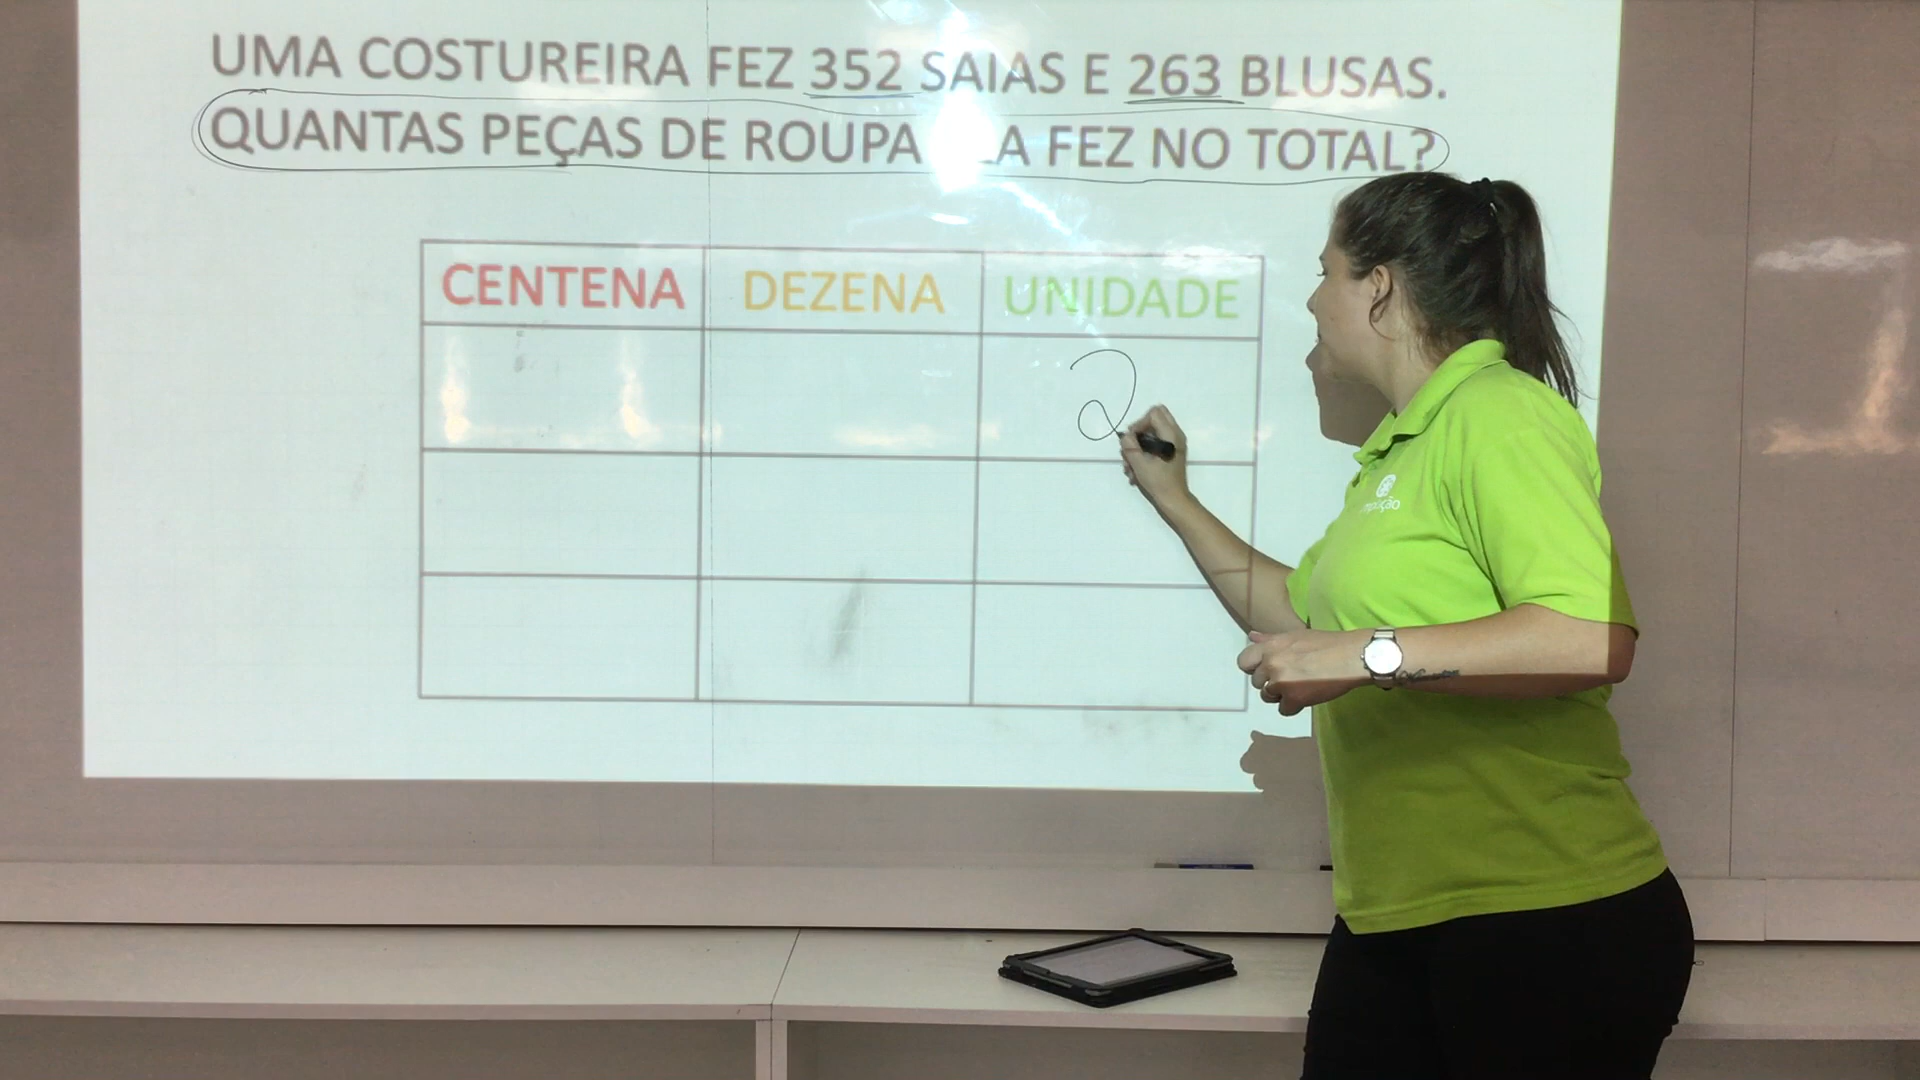 UMA COSTUREIRA FEZ 352 SAIAS E 263 BLUSAS.
QUANTAS PEÇAS DE ROUPA FEZ NO TOTAL?
CENTENA DEZENA UNIDADE
2